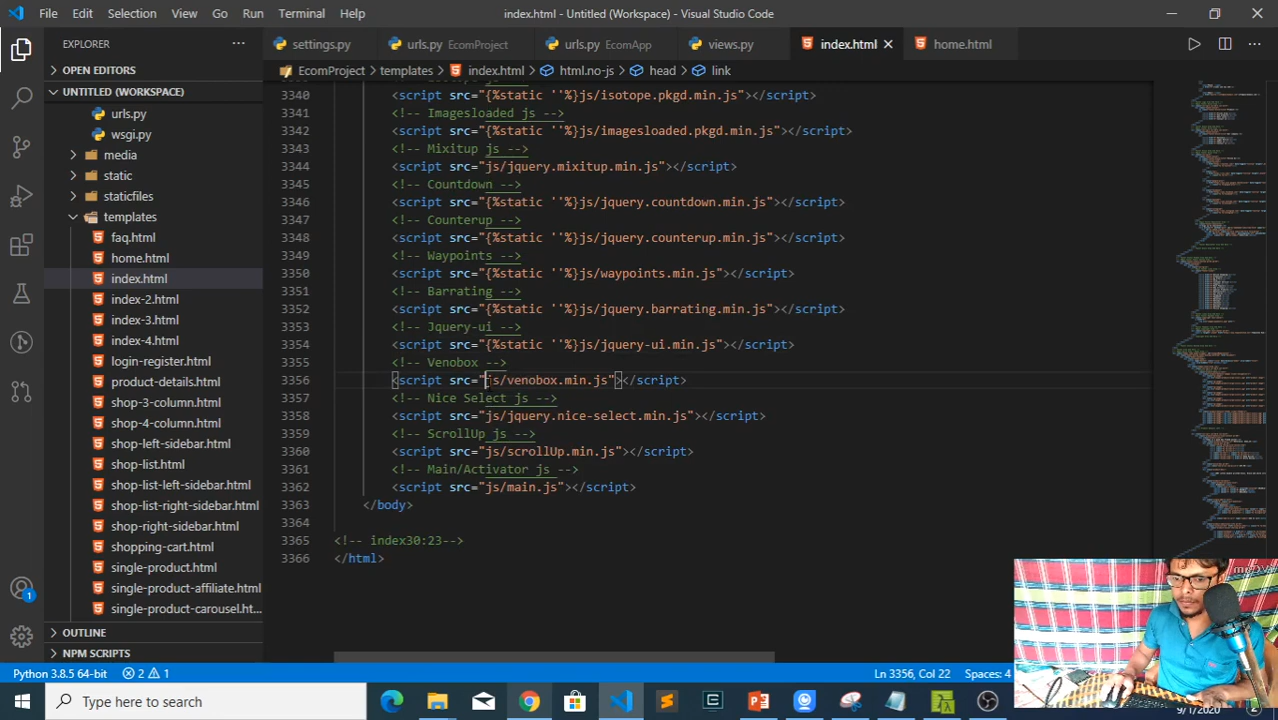 File Edit Selection View Go Run Terminal Help index.html - Untitled (Workspace) - Visual Studio Code
EXPLORER
settings.py urls.py EcomProject urls.py EcomApp views.py index.html home.html
OPEN EDITORS
EcomProject > templates > index.html > html.no-js > head > link
UNTITLED (WORKSPACE)
urls.py
wsgi.py
media
static
staticfiles
templates
faq.html
home.html
index.html
index-2.html
index-3.html
index-4.html
login-register.html
product-details.html
shop-3-column.html
shop-4-column.html
shop-left-sidebar.html
shop-list.html
shop-list-left-sidebar.html
shop-list-right-sidebar.html
shop-right-sidebar.html
shopping-cart.html
single-product.html
single-product-affiliate.html
single-product-carousel.ht...
OUTLINE
NPM SCRIPTS
3340 <script src="{%static ''%}js/isotope.pkgd.min.js"></script>
3341 <!-- Imagesloaded js -->
3342 <script src="{%static ''%}js/imagesloaded.pkgd.min.js"></script>
3343 <!-- Mixitup js -->
3344 <script src="js/jquery.mixitup.min.js"></script>
3345 <!-- Countdown -->
3346 <script src="{%static ''%}js/jquery.countdown.min.js"></script>
3347 <!-- Counterup -->
3348 <script src="{%static ''%}js/jquery.counterup.min.js"></script>
3349 <!-- Waypoints -->
3350 <script src="{%static ''%}js/waypoints.min.js"></script>
3351 <!-- Barrating -->
3352 <script src="{%static ''%}js/jquery.barrating.min.js"></script>
3353 <!-- Jquery-ui -->
3354 <script src="{%static ''%}js/jquery-ui.min.js"></script>
3355 <!-- Venobox -->
3356 <script src="js/venobox.min.js"></script>
3357 <!-- Nice Select js -->
3358 <script src="js/jquery.nice-select.min.js"></script>
3359 <!-- ScrollUp js -->
3360 <script src="js/scrollUp.min.js"></script>
3361 <!-- Main/Activator js -->
3362 <script src="js/main.js"></script>
3363 </body>
3364
3365 <!-- index30:23-->
3366 </html>
1
Python 3.8.5 64-bit 2 1 Ln 3356, Col 22 Spaces: 4
Type here to search
9/1/2020 2